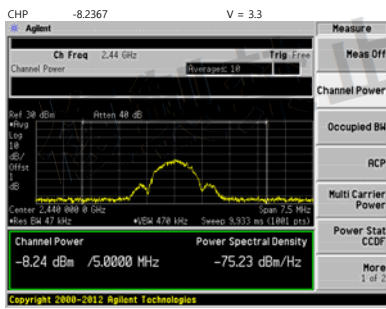 CHP -8.2367 V = 3.3
Agilent
Measure
Ch Freq 2.44 GHz Trig Free
Channel Power Averages: 10
Meas Off
Channel Power
Occupied BW
ACP
Multi Carrier
Power
Power Stat
CCDF
More
1 of 2
Ref 30 dBm Atten 40 dB
#Avg
Log
10
dB/
Offst
1
dB
Center 2.440 000 0 GHz Span 7.5 MHz
#Res BW 47 kHz #VBW 470 kHz Sweep 9.933 ms (1001 pts)
Channel Power Power Spectral Density
-8.24 dBm /5.0000 MHz -75.23 dBm/Hz
Copyright 2000-2012 Agilent Technologies